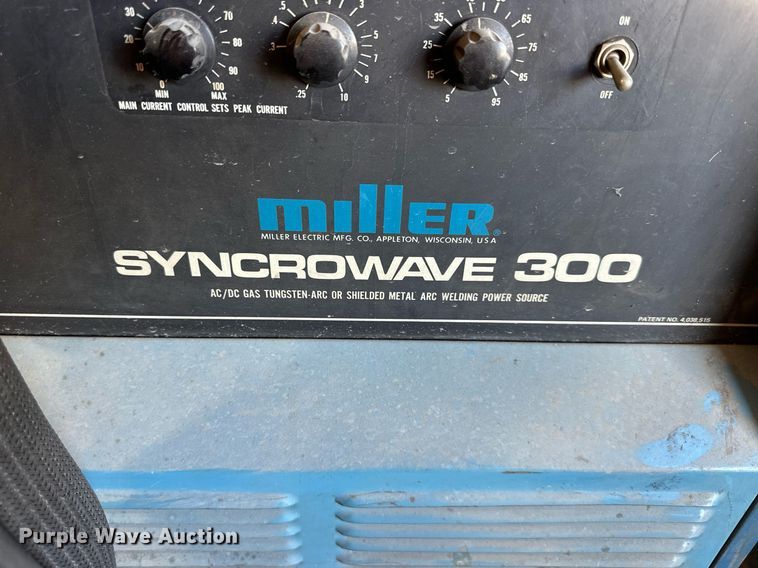 30 70
20 80
10 90
0 100
MIN MAX
MAIN CURRENT CONTROL SETS PEAK CURRENT
.4 .5 6
.3 7
8
9
.25 10
35 65
25 75
15 85
5 95
ON
OFF
miller®
MILLER ELECTRIC MFG. CO., APPLETON, WISCONSIN, U.S.A
SYNCROWAVE 300
AC/DC GAS TUNGSTEN-ARC OR SHIELDED METAL ARC WELDING POWER SOURCE
PATENT NO. 4,038,515
Purple Wave Auction